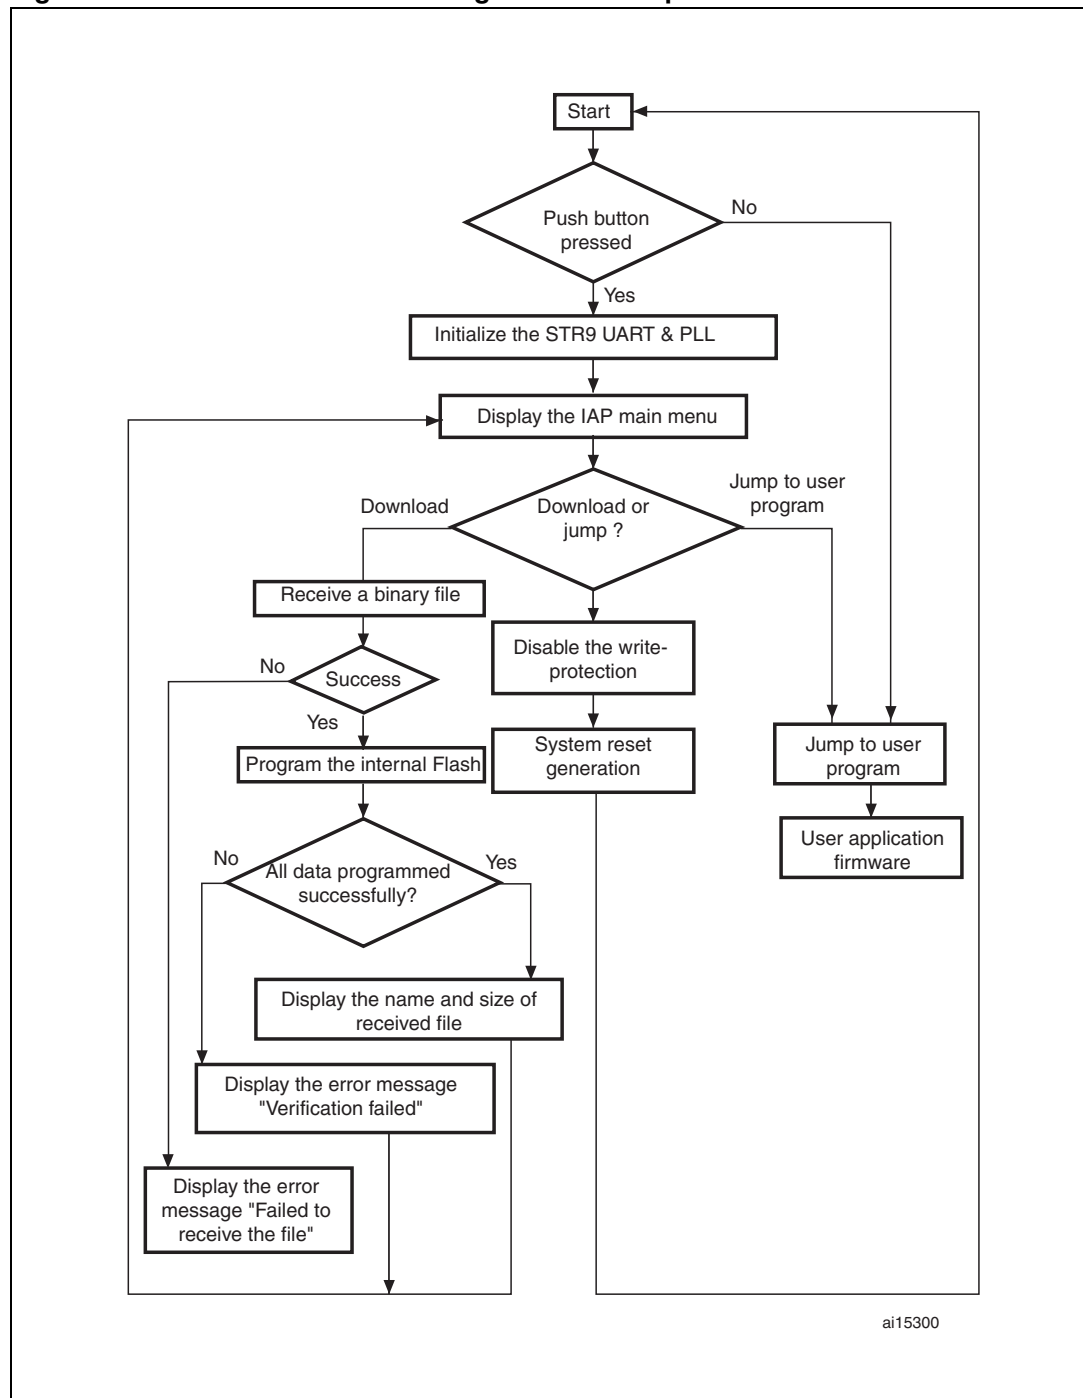 Start
Push button
pressed
No
Yes
Initialize the STR9 UART & PLL
Display the IAP main menu
Download
Download or
jump ?
Jump to user
program
Receive a binary file
Disable the write-
protection
No
Success
Yes
System reset
generation
Jump to user
program
Program the internal Flash
User application
firmware
No
All data programmed
successfully?
Yes
Display the name and size of
received file
Display the error message
"Verification failed"
Display the error
message "Failed to
receive the file"
ai15300